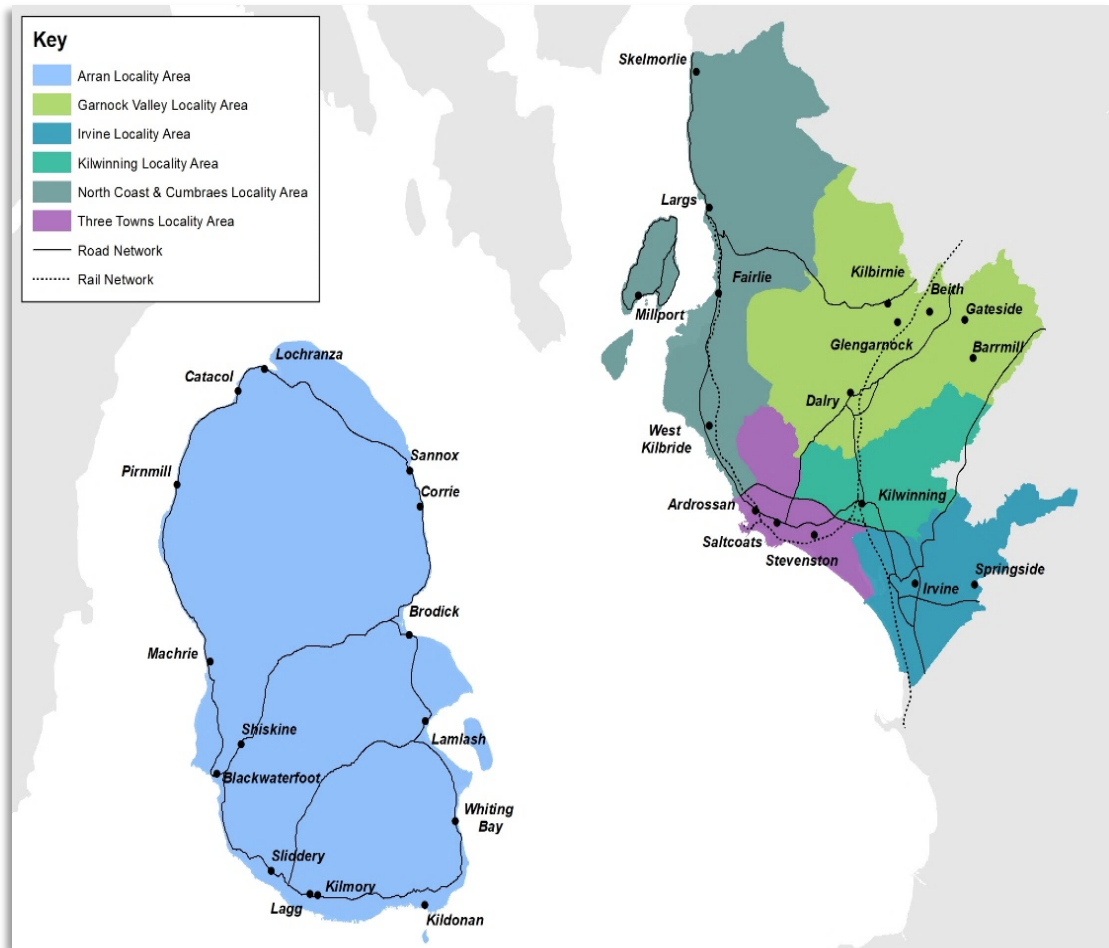 Key
Arran Locality Area
Garnock Valley Locality Area
Irvine Locality Area
Kilwinning Locality Area
North Coast & Cumbraes Locality Area
Three Towns Locality Area
Road Network
Rail Network
Skelmorlie
Largs
Fairlie
Millport
Kilbirnie
Beith
Gateside
Glengarnock
Barrmill
Dalry
West
Kilbride
Ardrossan
Kilwinning
Saltcoats
Stevenston
Irvine
Springside
Lochranza
Catacol
Sannox
Pirnmill
Corrie
Brodick
Machrie
Shiskine
Lamlash
Blackwaterfoot
Whiting
Bay
Sliddery
Kilmory
Lagg
Kildonan